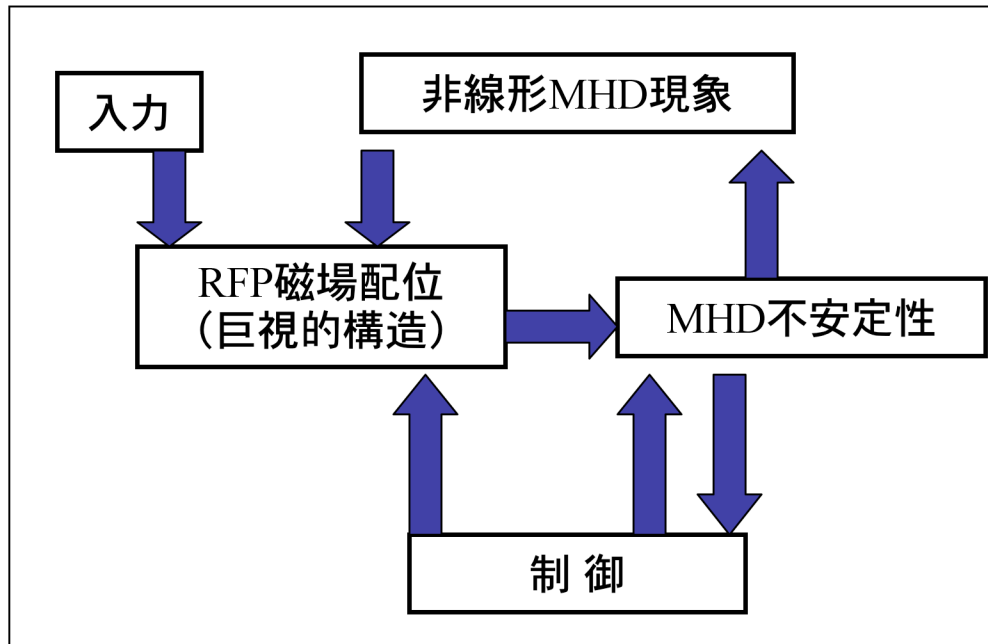 入力
非線形MHD現象
RFP磁場配位
（巨視的構造）
MHD不安定性
制 御